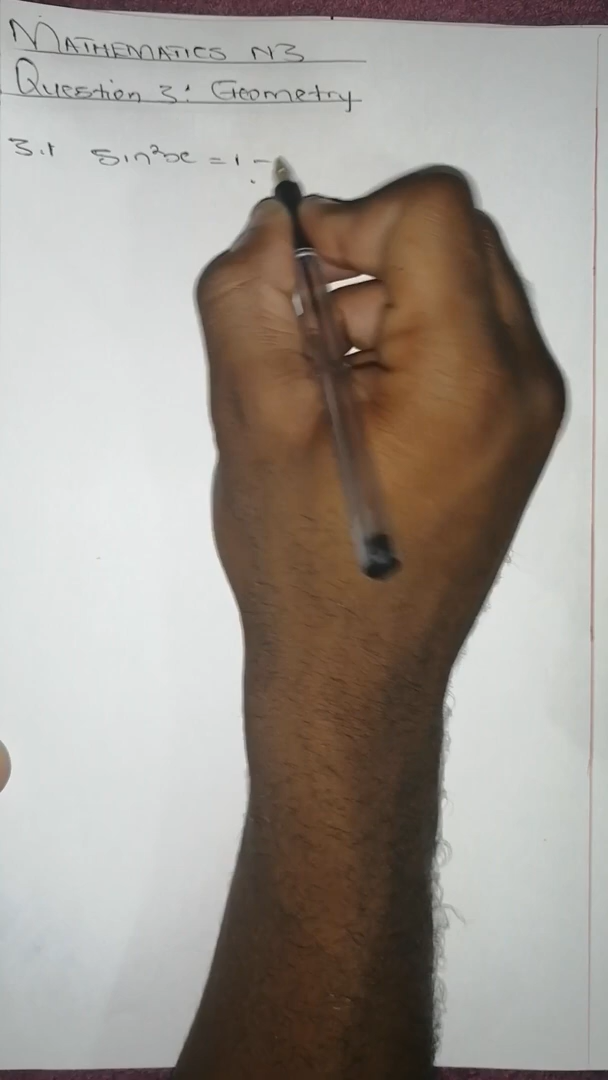 MATHEMATICS N3
Question 3: Geometry
3.1 Sin²x = 1 -